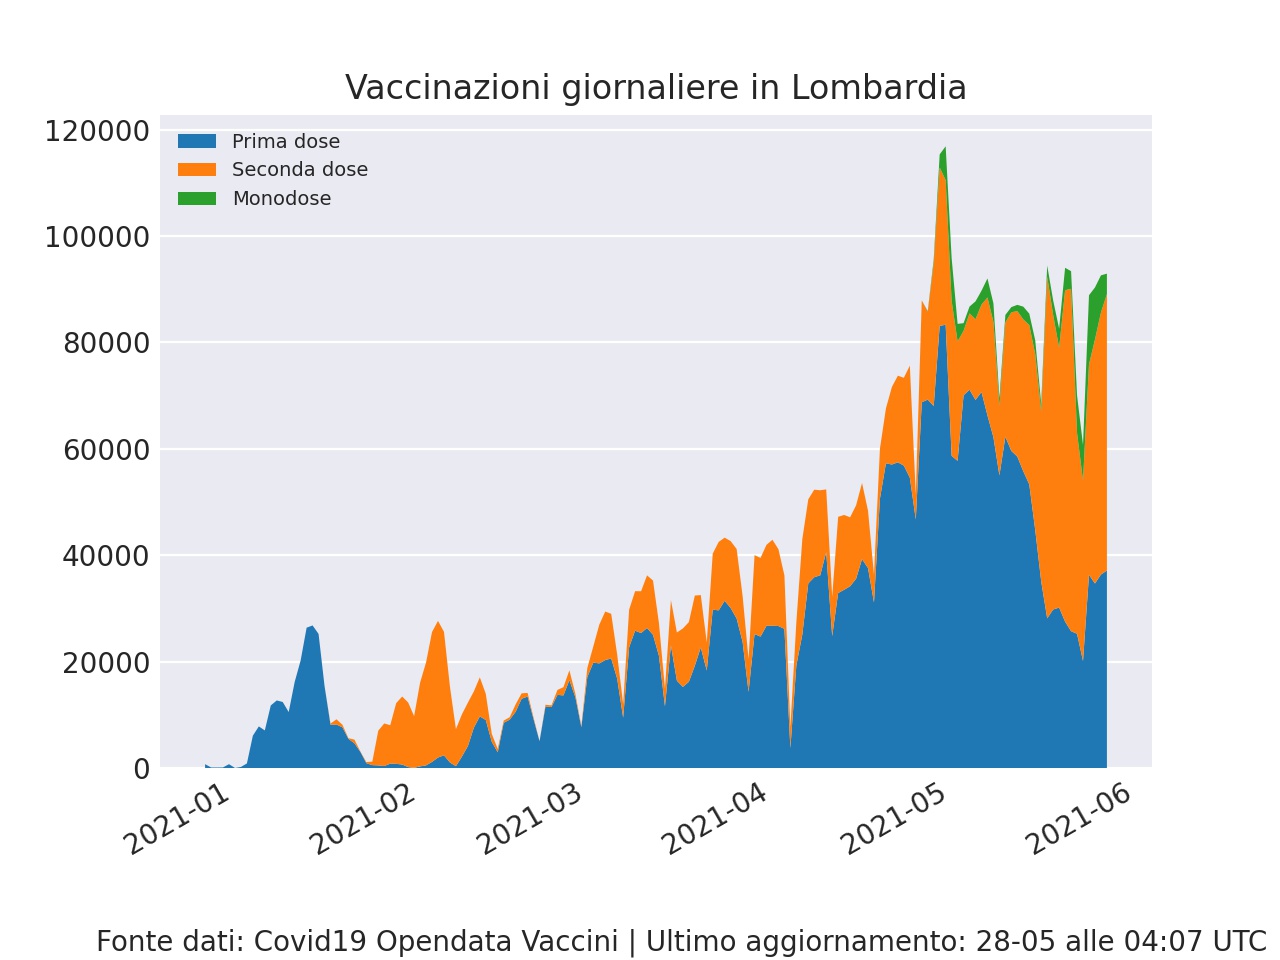 Vaccinazioni giornaliere in Lombardia
120000
100000
80000
60000
40000
20000
0
Prima dose
Seconda dose
Monodose
2021-01
2021-02
2021-03
2021-04
2021-05
2021-06
Fonte dati: Covid19 Opendata Vaccini | Ultimo aggiornamento: 28-05 alle 04:07 UTC